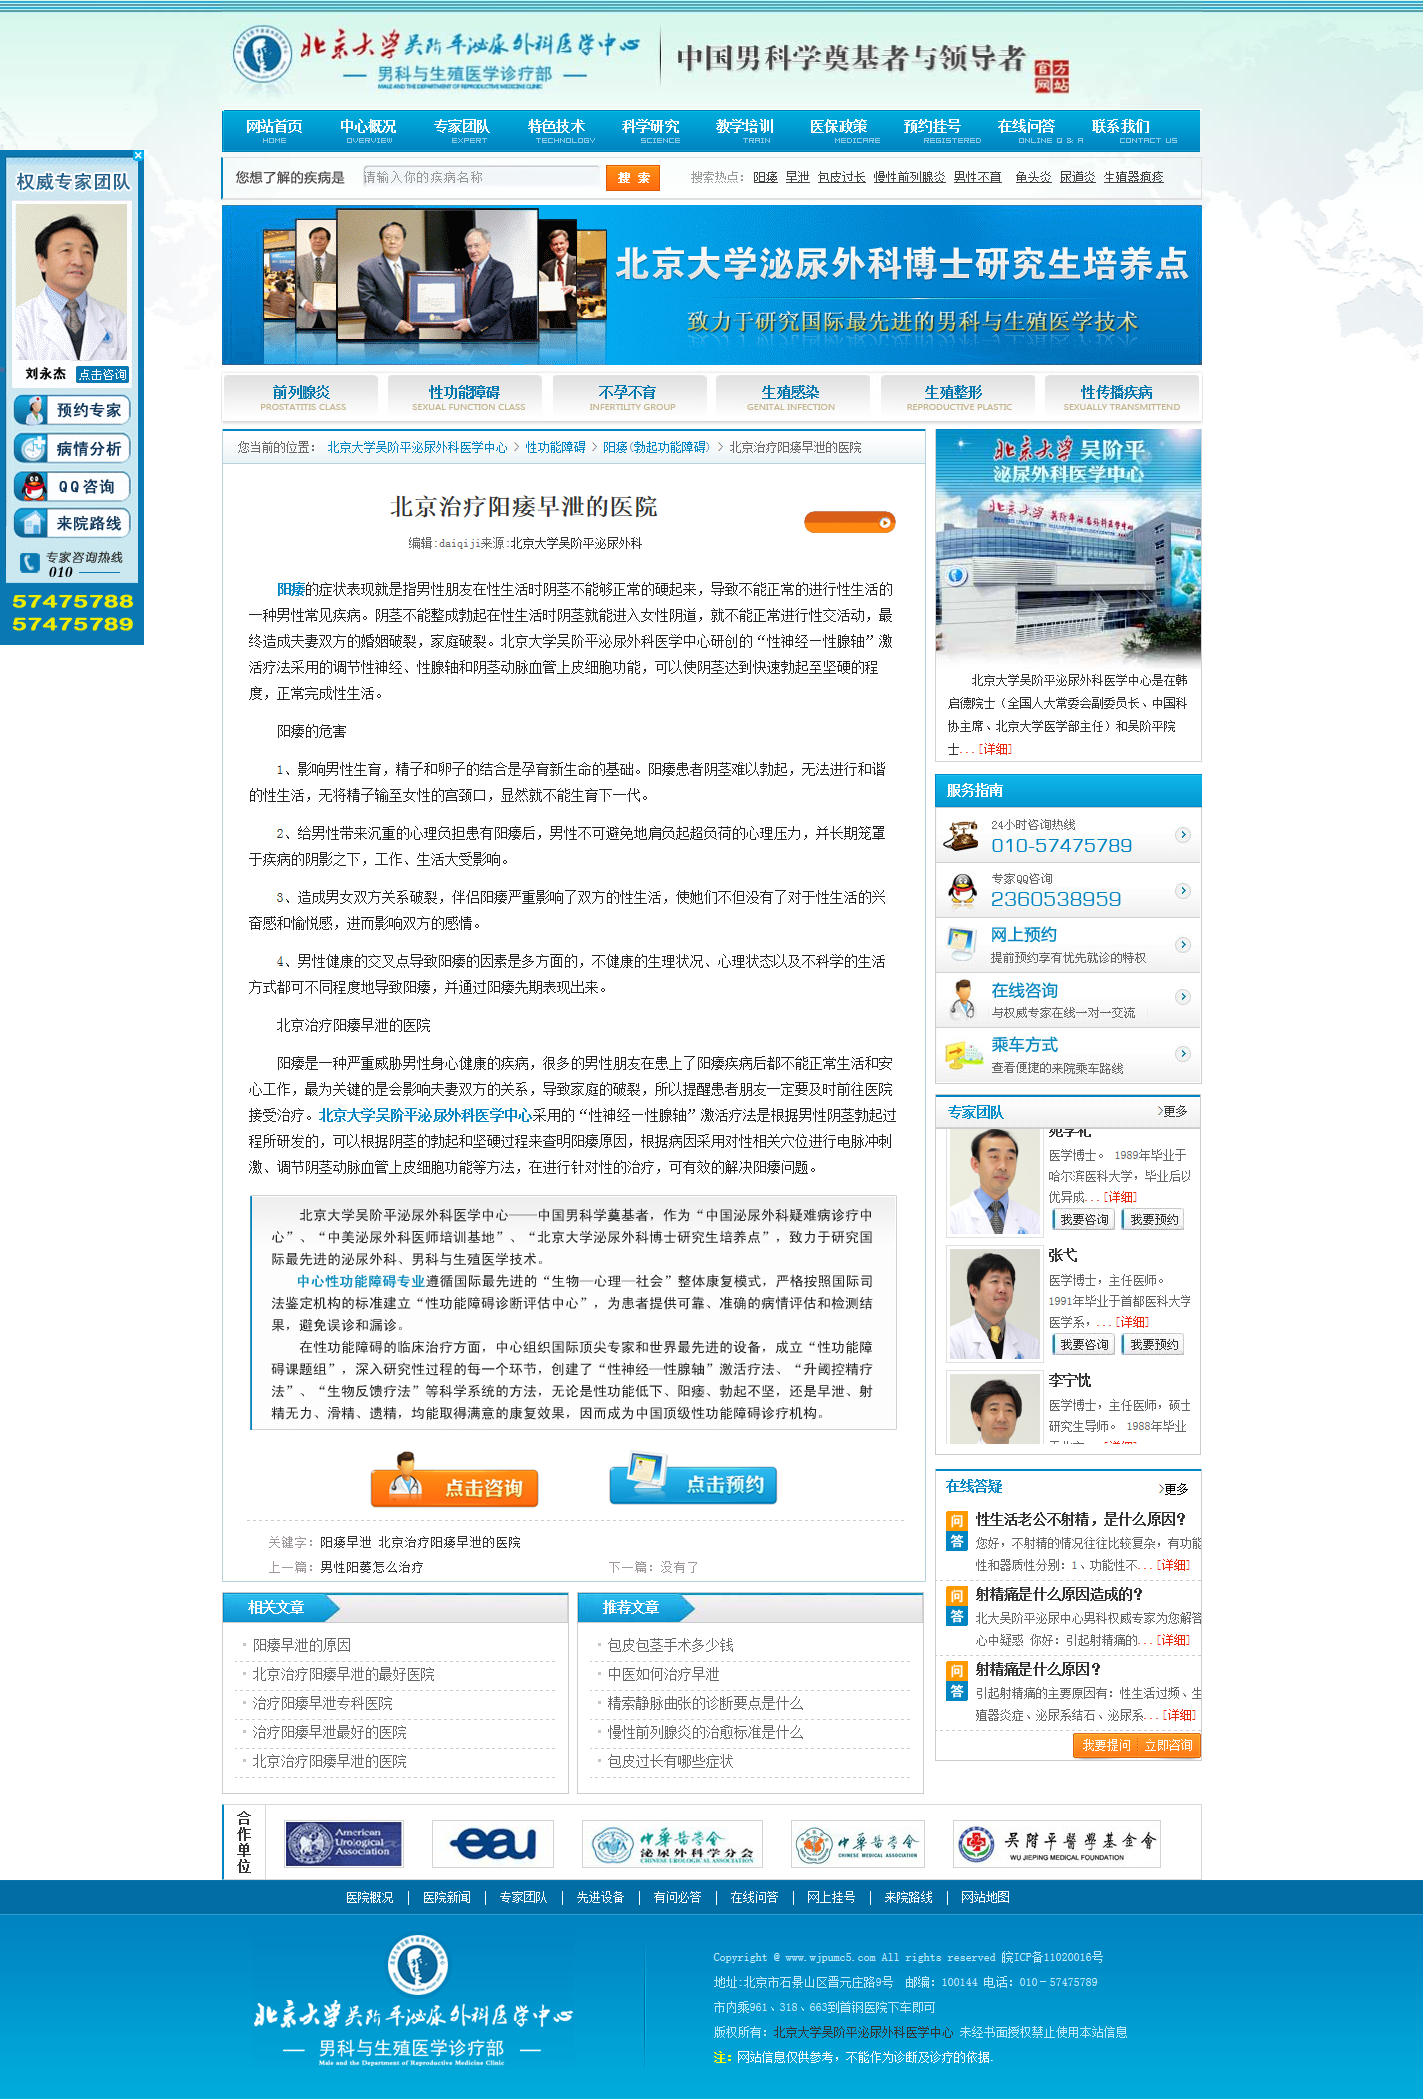 北京大学吴阶平泌尿外科医学中心
男科与生殖医学诊疗部
MALE AND THE DEPARTMENT OF REPRODUCTIVE MEDICINE CLINIC
中国男科学奠基者与领导者
官方网站
网站首页 中心概况 专家团队 特色技术 科学研究 教学培训 医保政策 预约挂号 在线问答 联系我们
HOME OVERVIEW EXPERT TECHNOLOGY SCIENCE TRAIN MEDICARE REGISTERED ONLINE Q & A CONTACT US
您想了解的疾病是 请输入你的疾病名称 搜 索 搜索热点： 阳痿 早泄 包皮过长 慢性前列腺炎 男性不育 龟头炎 尿道炎 生殖器疱疹
权威专家团队
刘永杰 点击咨询
预约专家
病情分析
QQ咨询
来院路线
专家咨询热线
010
57475788
57475789
北京大学泌尿外科博士研究生培养点
致力于研究国际最先进的男科与生殖医学技术
前列腺炎 性功能障碍 不孕不育 生殖感染 生殖整形 性传播疾病
PROSTATITIS CLASS SEXUAL FUNCTION CLASS INFERTILITY GROUP GENITAL INFECTION REPRODUCTIVE PLASTIC SEXUALLY TRANSMITTEND
您当前的位置： 北京大学吴阶平泌尿外科医学中心 > 性功能障碍 > 阳痿(勃起功能障碍) > 北京治疗阳痿早泄的医院
北京治疗阳痿早泄的医院
编辑:daiqiji来源:北京大学吴阶平泌尿外科
阳痿的症状表现就是指男性朋友在性生活时阴茎不能够正常的硬起来，导致不能正常的进行性生活的
一种男性常见疾病。阴茎不能整成勃起在性生活时阴茎就能进入女性阴道，就不能正常进行性交活动，最
终造成夫妻双方的婚姻破裂，家庭破裂。北京大学吴阶平泌尿外科医学中心研创的“性神经－性腺轴”激
活疗法采用的调节性神经、性腺轴和阴茎动脉血管上皮细胞功能，可以使阴茎达到快速勃起至坚硬的程
度，正常完成性生活。
阳痿的危害
1、影响男性生育，精子和卵子的结合是孕育新生命的基础。阳痿患者阴茎难以勃起，无法进行和谐
的性生活，无将精子输至女性的宫颈口，显然就不能生育下一代。
2、给男性带来沉重的心理负担患有阳痿后，男性不可避免地肩负起超负荷的心理压力，并长期笼罩
于疾病的阴影之下，工作、生活大受影响。
3、造成男女双方关系破裂，伴侣阳痿严重影响了双方的性生活，使她们不但没有了对于性生活的兴
奋感和愉悦感，进而影响双方的感情。
4、男性健康的交叉点导致阳痿的因素是多方面的，不健康的生理状况、心理状态以及不科学的生活
方式都可不同程度地导致阳痿，并通过阳痿先期表现出来。
北京治疗阳痿早泄的医院
阳痿是一种严重威胁男性身心健康的疾病，很多的男性朋友在患上了阳痿疾病后都不能正常生活和安
心工作，最为关键的是会影响夫妻双方的关系，导致家庭的破裂，所以提醒患者朋友一定要及时前往医院
接受治疗。北京大学吴阶平泌尿外科医学中心采用的“性神经－性腺轴”激活疗法是根据男性阴茎勃起过
程所研发的，可以根据阴茎的勃起和坚硬过程来查明阳痿原因，根据病因采用对性相关穴位进行电脉冲刺
激、调节阴茎动脉血管上皮细胞功能等方法，在进行针对性的治疗，可有效的解决阳痿问题。
北京大学吴阶平泌尿外科医学中心——中国男科学奠基者，作为“中国泌尿外科疑难病诊疗中
心”、“中美泌尿外科医师培训基地”、“北京大学泌尿外科博士研究生培养点”，致力于研究国
际最先进的泌尿外科、男科与生殖医学技术。
中心性功能障碍专业遵循国际最先进的“生物—心理—社会”整体康复模式，严格按照国际司
法鉴定机构的标准建立“性功能障碍诊断评估中心”，为患者提供可靠、准确的病情评估和检测结
果，避免误诊和漏诊。
在性功能障碍的临床治疗方面，中心组织国际顶尖专家和世界最先进的设备，成立“性功能障
碍课题组”，深入研究性过程的每一个环节，创建了“性神经—性腺轴”激活疗法、“升阈控精疗
法”、“生物反馈疗法”等科学系统的方法，无论是性功能低下、阳痿、勃起不坚，还是早泄、射
精无力、滑精、遗精，均能取得满意的康复效果，因而成为中国顶级性功能障碍诊疗机构。
点击咨询 点击预约
关键字：阳痿早泄 北京治疗阳痿早泄的医院
上一篇：男性阳萎怎么治疗 下一篇：没有了
相关文章
阳痿早泄的原因
北京治疗阳痿早泄的最好医院
治疗阳痿早泄专科医院
治疗阳痿早泄最好的医院
北京治疗阳痿早泄的医院
推荐文章
包皮包茎手术多少钱
中医如何治疗早泄
精索静脉曲张的诊断要点是什么
慢性前列腺炎的治愈标准是什么
包皮过长有哪些症状
北京大学 吴阶平
泌尿外科医学中心
北京大学吴阶平泌尿外科医学中心
北京大学吴阶平泌尿外科医学中心是在韩
启德院士（全国人大常委会副委员长、中国科
协主席、北京大学医学部主任）和吴阶平院
士...[详细]
服务指南
24小时咨询热线
010-57475789
专家QQ咨询
2360538959
网上预约
提前预约享有优先就诊的特权
在线咨询
与权威专家在线一对一交流
乘车方式
查看便捷的来院乘车路线
专家团队 >更多
医学博士。 1989年毕业于
哈尔滨医科大学，毕业后以
优异成...[详细]
我要咨询 我要预约
张弋
医学博士，主任医师。
1991年毕业于首都医科大学
医学系，...[详细]
我要咨询 我要预约
李宁忱
医学博士，主任医师，硕士
研究生导师。 1988年毕业
在线答疑 >更多
问 性生活老公不射精，是什么原因？
答 您好，不射精的情况往往比较复杂，有功能
性和器质性分别：1、功能性不...[详细]
问 射精痛是什么原因造成的？
答 北大吴阶平泌尿中心男科权威专家为您解答
心中疑惑 你好：引起射精痛的...[详细]
问 射精痛是什么原因？
答 引起射精痛的主要原因有：性生活过频、生
殖器炎症、泌尿系结石、泌尿系...[详细]
我要提问 立即咨询
合作单位
American Urological Association
eau
中华医学会
泌尿外科学分会
CHINESE UROLOGICAL ASSOCIATION
中华医学会
CHINESE MEDICAL ASSOCIATION
吴阶平醫學基金會
WU JIEPING MEDICAL FOUNDATION
医院概况 | 医院新闻 | 专家团队 | 先进设备 | 有问必答 | 在线问答 | 网上挂号 | 来院路线 | 网站地图
北京大学吴阶平泌尿外科医学中心
男科与生殖医学诊疗部
Male and the Department of Reproductive Medicine Clinic
Copyright @ www.wjpumc5.com All rights reserved 皖ICP备11020016号
地址:北京市石景山区晋元庄路9号 邮编：100144 电话：010－57475789
市内乘961、318、663到首钢医院下车即可
版权所有：北京大学吴阶平泌尿外科医学中心 未经书面授权禁止使用本站信息
注：网站信息仅供参考，不能作为诊断及诊疗的依据.